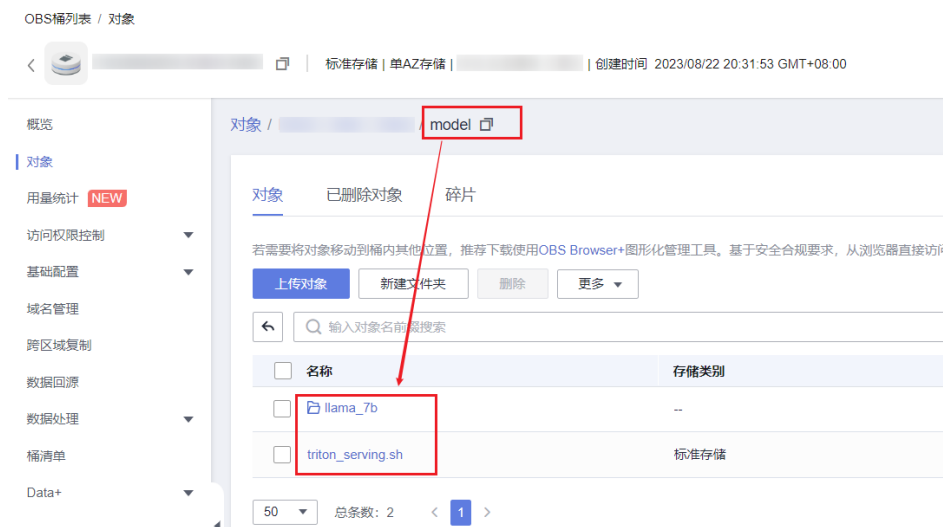 OBS桶列表 / 对象
标准存储 | 单AZ存储 | | 创建时间 2023/08/22 20:31:53 GMT+08:00
概览
对象
用量统计 NEW
访问权限控制
基础配置
域名管理
跨区域复制
数据回源
数据处理
桶清单
Data+
对象 / / model
对象 已删除对象 碎片
若需要将对象移动到桶内其他位置，推荐下载使用OBS Browser+图形化管理工具。基于安全合规要求，从浏览器直接访问
上传对象 新建文件夹 删除 更多
输入对象名前缀搜索
名称 存储类别
llama_7b --
triton_serving.sh 标准存储
50 总条数: 2 < 1 >